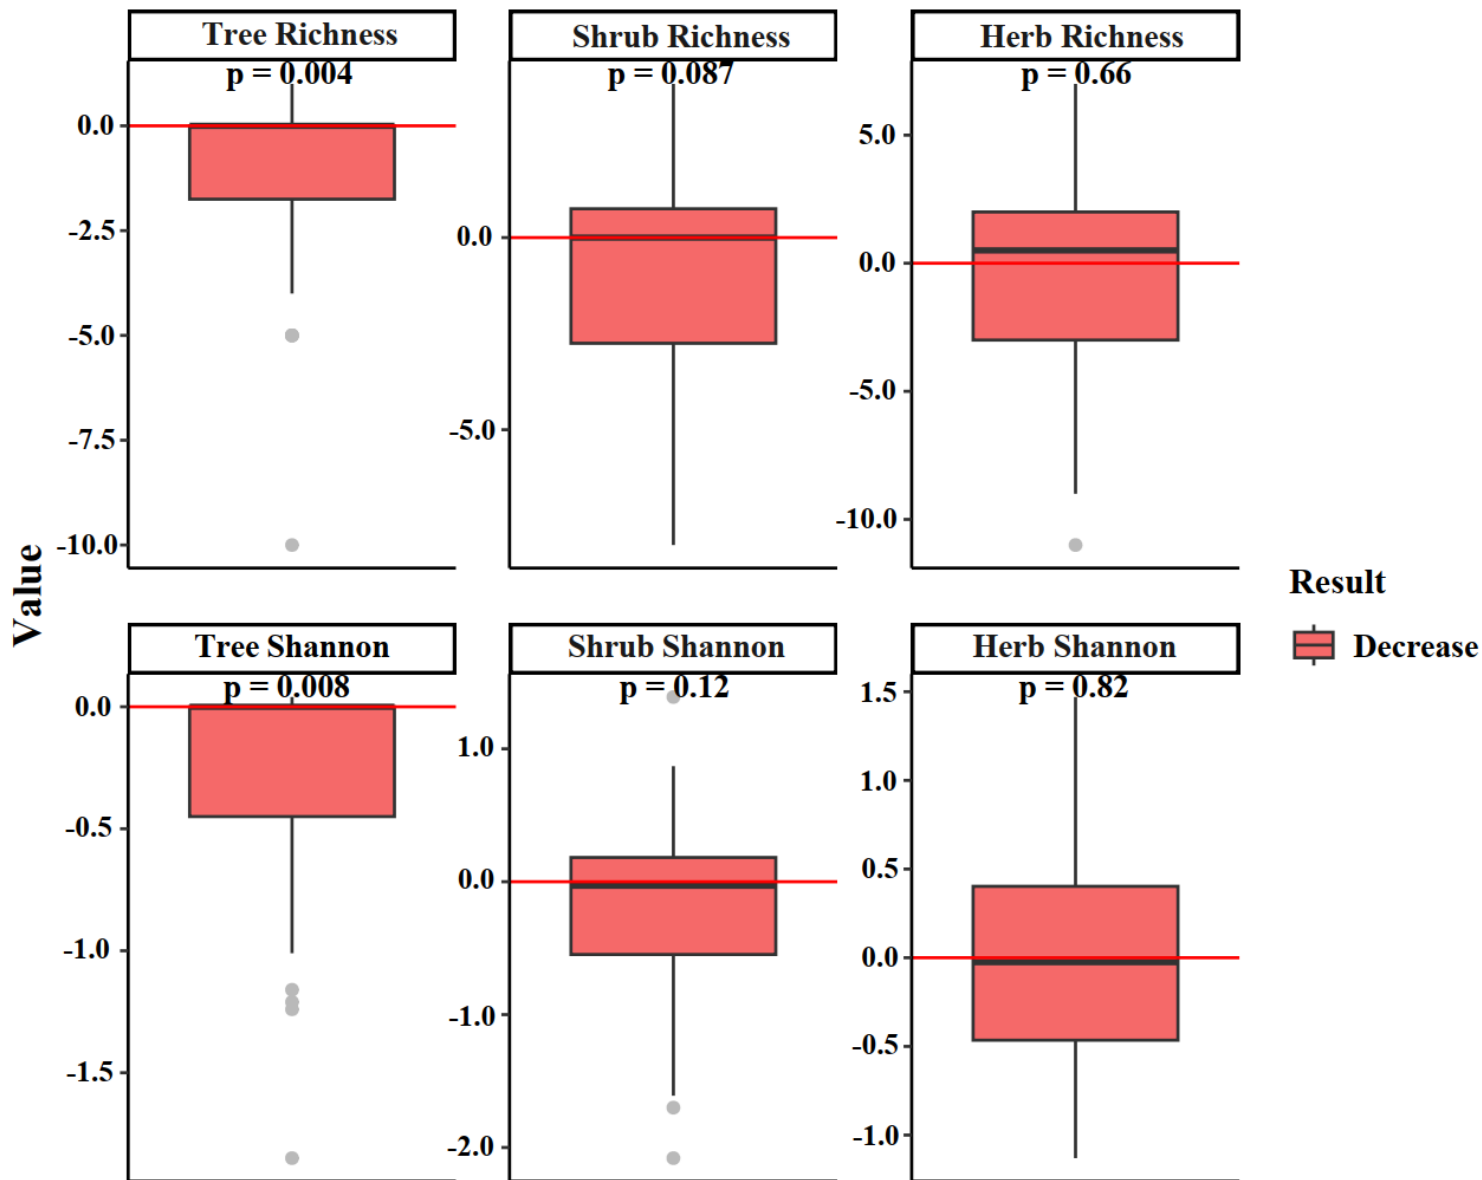 Tree Richness
p = 0.004
0.0
-2.5
-5.0
-7.5
-10.0
Shrub Richness
p = 0.087
0.0
-5.0
Herb Richness
p = 0.66
5.0
0.0
-5.0
-10.0
Value
Tree Shannon
p = 0.008
0.0
-0.5
-1.0
-1.5
Shrub Shannon
p = 0.12
1.0
0.0
-1.0
-2.0
Herb Shannon
p = 0.82
1.5
1.0
0.5
0.0
-0.5
-1.0
Result
Decrease